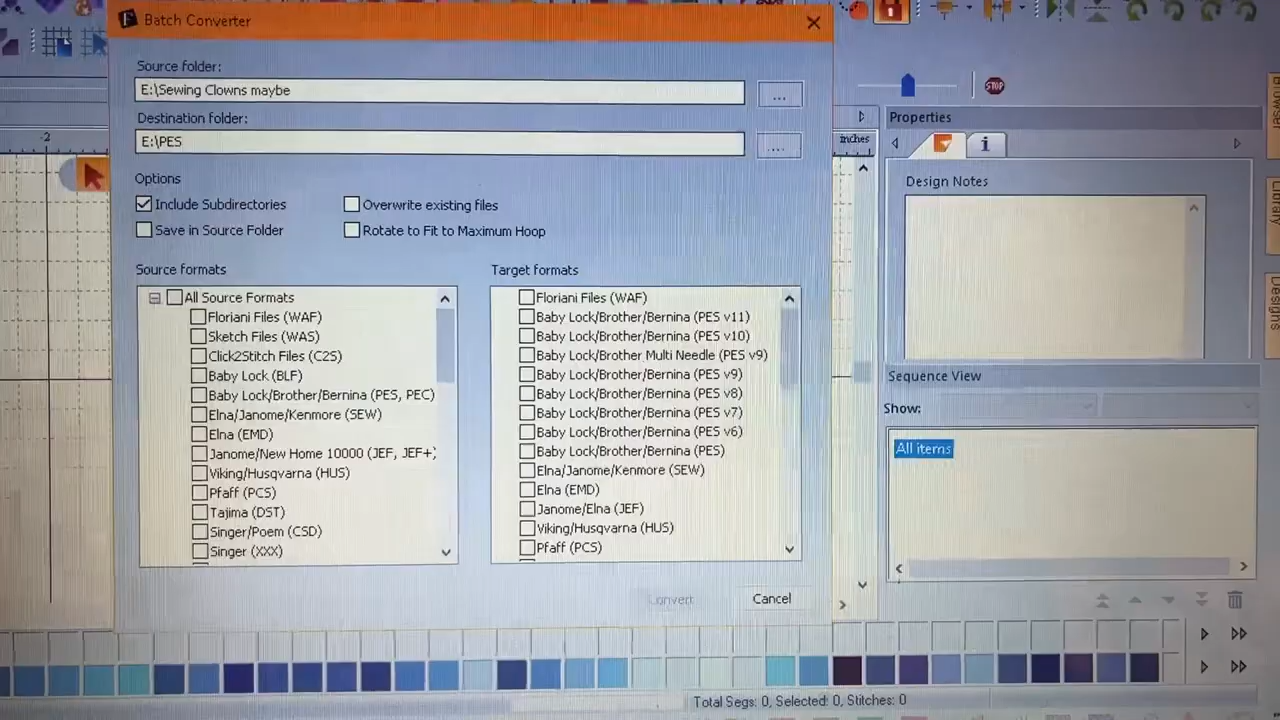 Batch Converter
Source folder:
E:\Sewing Clowns maybe
...
Destination folder:
E:\PES
....
Options
Include Subdirectories
Overwrite existing files
Save in Source Folder
Rotate to Fit to Maximum Hoop
Source formats
All Source Formats
Floriani Files (WAF)
Sketch Files (WAS)
Click2Stitch Files (C2S)
Baby Lock (BLF)
Baby Lock/Brother/Bernina (PES, PEC)
Elna/Janome/Kenmore (SEW)
Elna (EMD)
Janome/New Home 10000 (JEF, JEF+)
Viking/Husqvarna (HUS)
Pfaff (PCS)
Tajima (DST)
Singer/Poem (CSD)
Singer (XXX)
Target formats
Floriani Files (WAF)
Baby Lock/Brother/Bernina (PES v11)
Baby Lock/Brother/Bernina (PES v10)
Baby Lock/Brother Multi Needle (PES v9)
Baby Lock/Brother/Bernina (PES v9)
Baby Lock/Brother/Bernina (PES v8)
Baby Lock/Brother/Bernina (PES v7)
Baby Lock/Brother/Bernina (PES v6)
Baby Lock/Brother/Bernina (PES)
Elna/Janome/Kenmore (SEW)
Elna (EMD)
Janome/Elna (JEF)
Viking/Husqvarna (HUS)
Pfaff (PCS)
Convert
Cancel
-2
inches
STOP
Properties
Design Notes
Sequence View
Show:
All items
Library
Designs
Total Segs: 0, Selected: 0, Stitches: 0